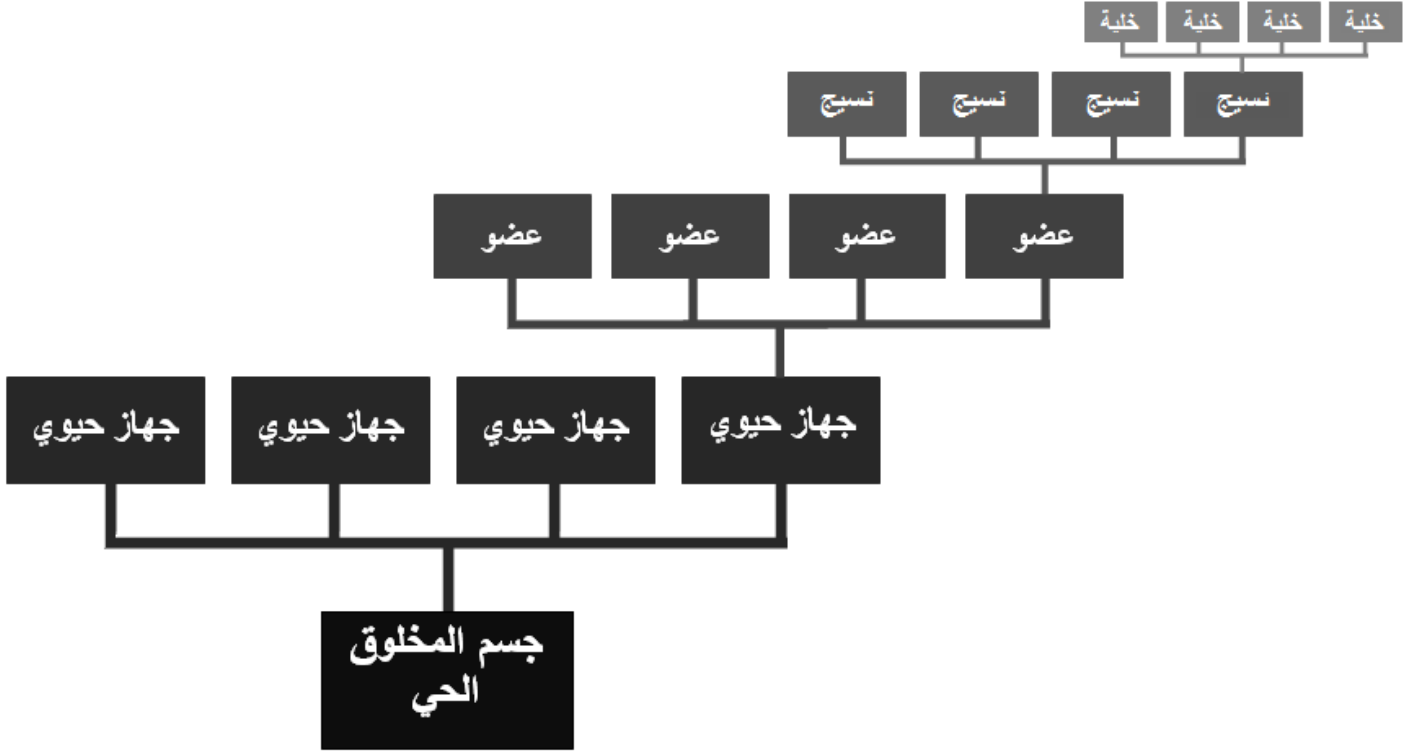 خلية
خلية
خلية
خلية
نسيج
نسيج
نسيج
نسيج
عضو
عضو
عضو
عضو
جهاز حيوي
جهاز حيوي
جهاز حيوي
جهاز حيوي
جسم المخلوق
الحي